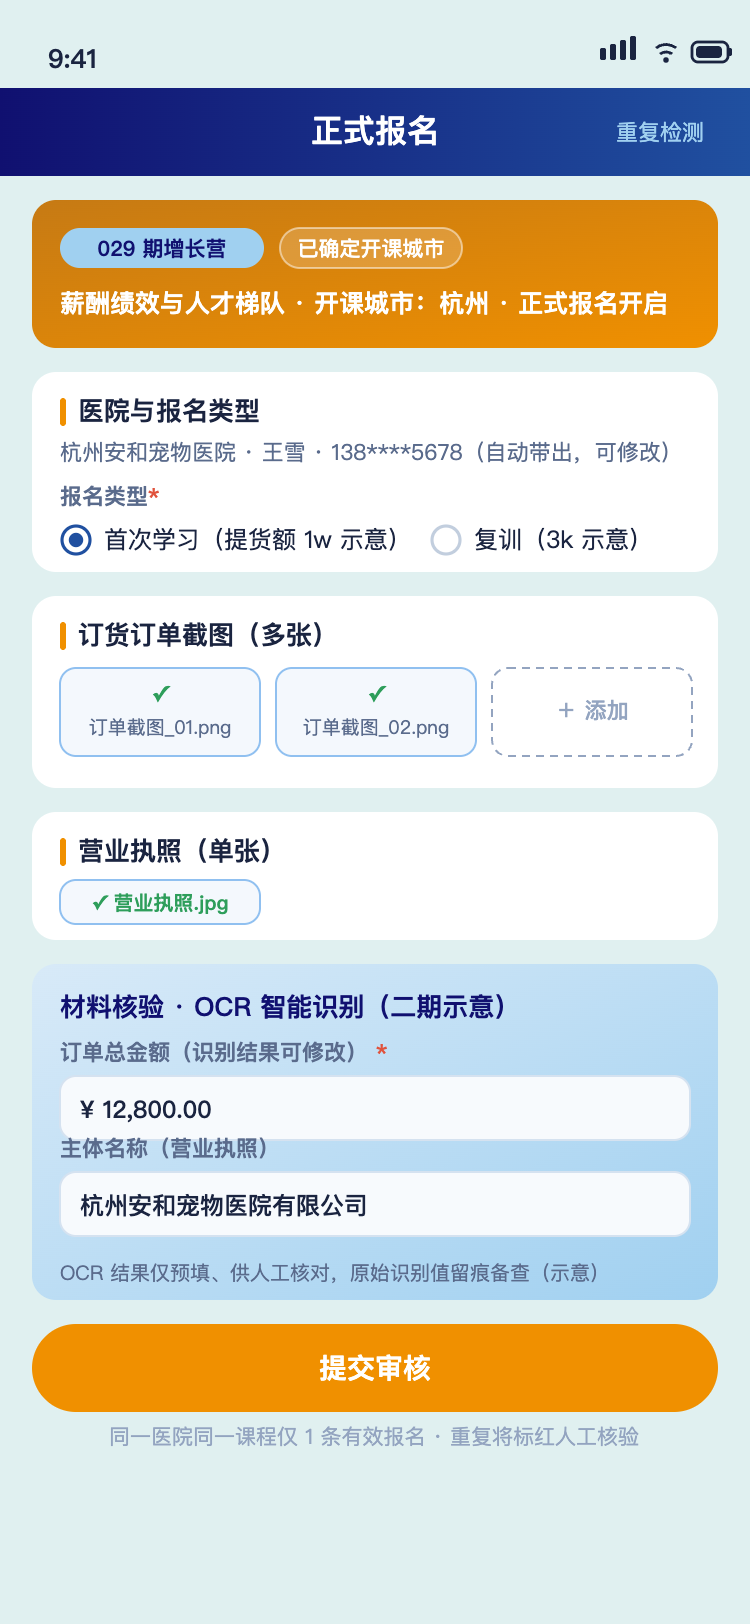 9:41
正式报名
重复检测
029 期增长营
已确定开课城市
薪酬绩效与人才梯队 · 开课城市：杭州 · 正式报名开启
医院与报名类型
杭州安和宠物医院 · 王雪 · 138****5678（自动带出，可修改）
报名类型*
首次学习（提货额 1w 示意）
复训（3k 示意）
订货订单截图（多张）
✓
订单截图_01.png
✓
订单截图_02.png
+ 添加
营业执照（单张）
✓ 营业执照.jpg
材料核验 · OCR 智能识别（二期示意）
订单总金额（识别结果可修改） *
¥ 12,800.00
主体名称（营业执照）
杭州安和宠物医院有限公司
OCR 结果仅预填、供人工核对，原始识别值留痕备查（示意）
提交审核
同一医院同一课程仅 1 条有效报名 · 重复将标红人工核验